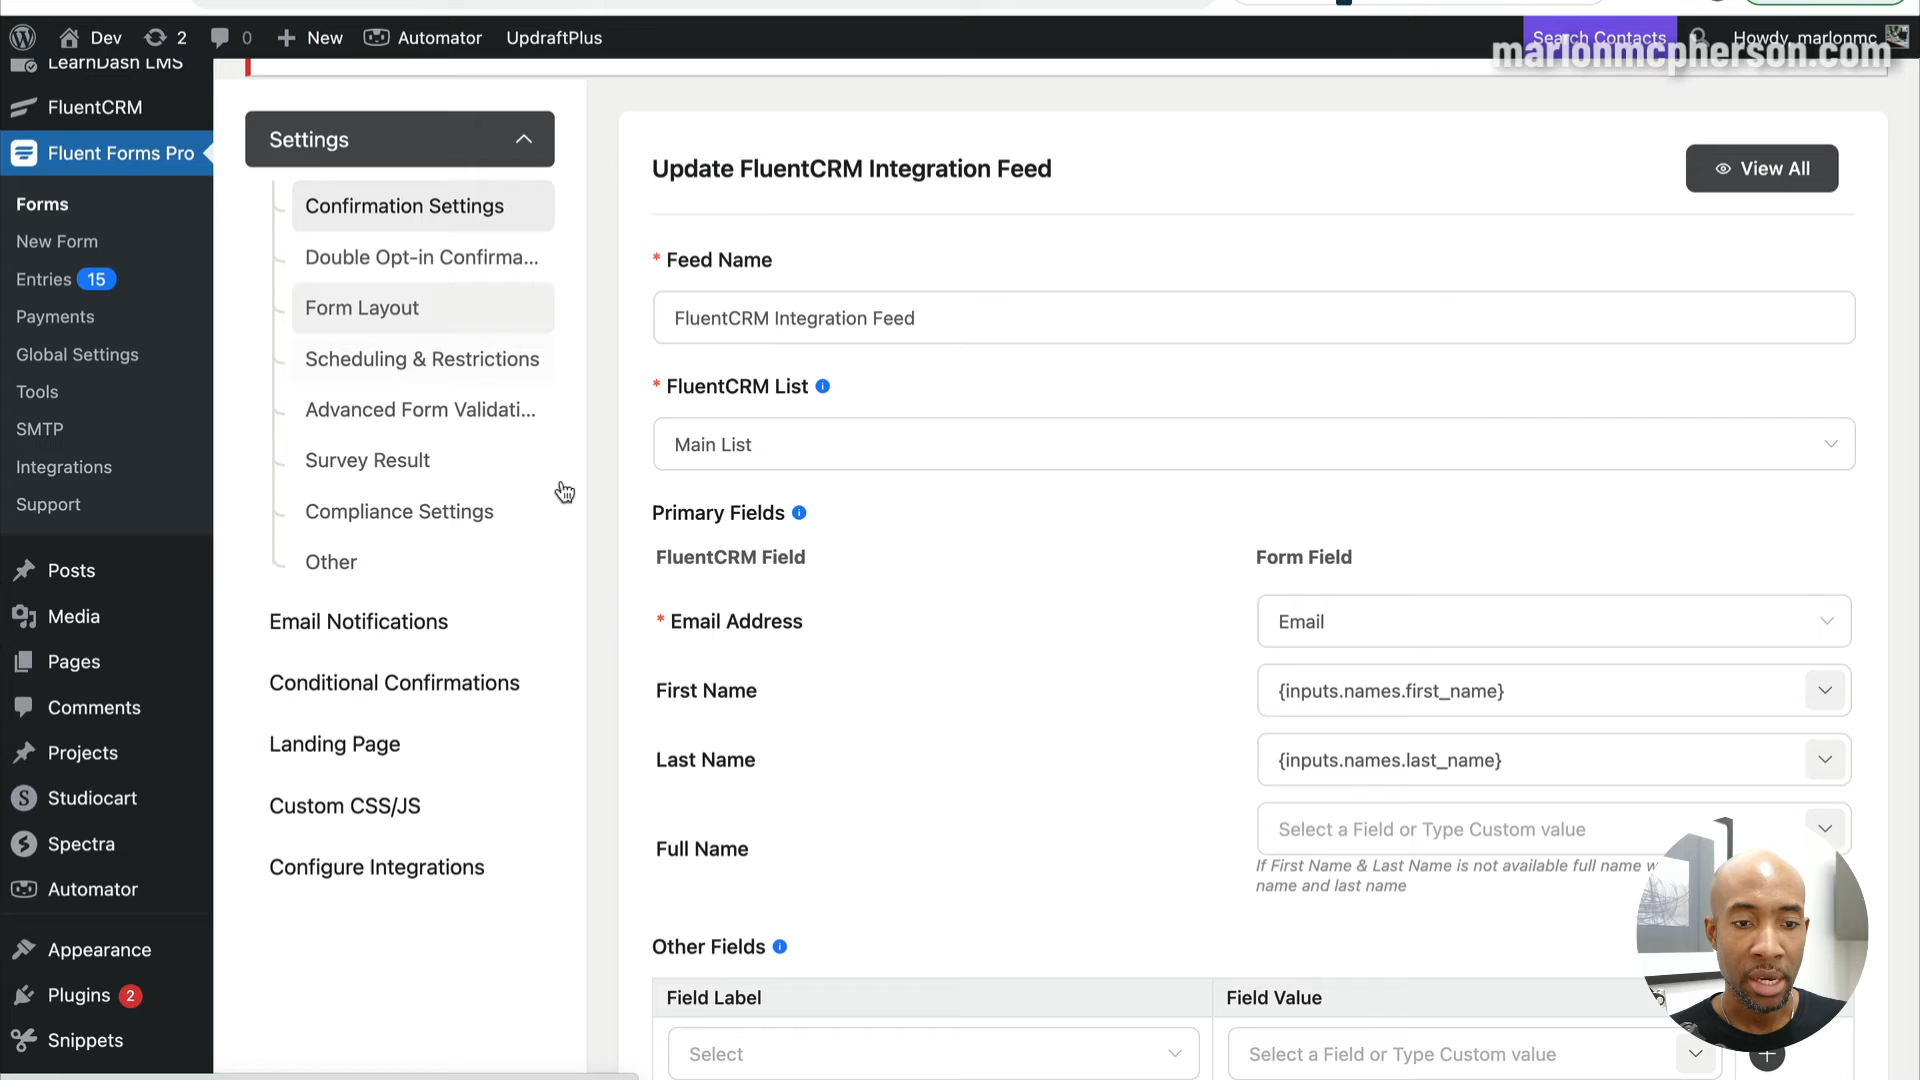 Dev
2
0
New
Automator
UpdraftPlus
Search Contacts
Howdy, marlonmc
marlonmcpherson.com
LearnDash LMS
FluentCRM
Fluent Forms Pro
Forms
New Form
Entries 15
Payments
Global Settings
Tools
SMTP
Integrations
Support
Posts
Media
Pages
Comments
Projects
Studiocart
Spectra
Automator
Appearance
Plugins 2
Snippets
Settings
Confirmation Settings
Double Opt-in Confirma...
Form Layout
Scheduling & Restrictions
Advanced Form Validati...
Survey Result
Compliance Settings
Other
Email Notifications
Conditional Confirmations
Landing Page
Custom CSS/JS
Configure Integrations
Update FluentCRM Integration Feed
View All
* Feed Name
FluentCRM Integration Feed
* FluentCRM List
Main List
Primary Fields
FluentCRM Field
Form Field
* Email Address
Email
First Name
{inputs.names.first_name}
Last Name
{inputs.names.last_name}
Full Name
Select a Field or Type Custom value
If First Name & Last Name is not available full name
name and last name
Other Fields
Field Label
Field Value
Select
Select a Field or Type Custom value